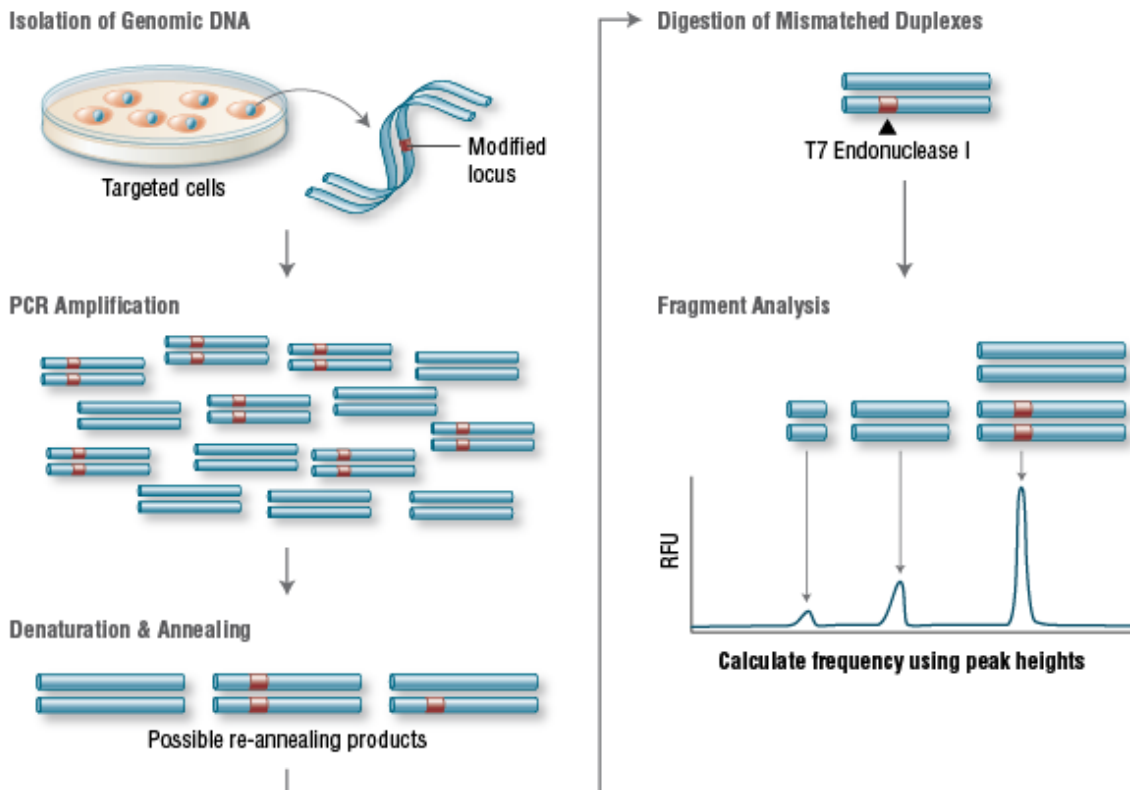 Isolation of Genomic DNA
Modified
locus
Targeted cells
PCR Amplification
Denaturation & Annealing
Possible re-annealing products
Digestion of Mismatched Duplexes
T7 Endonuclease I
Fragment Analysis
RFU
Calculate frequency using peak heights